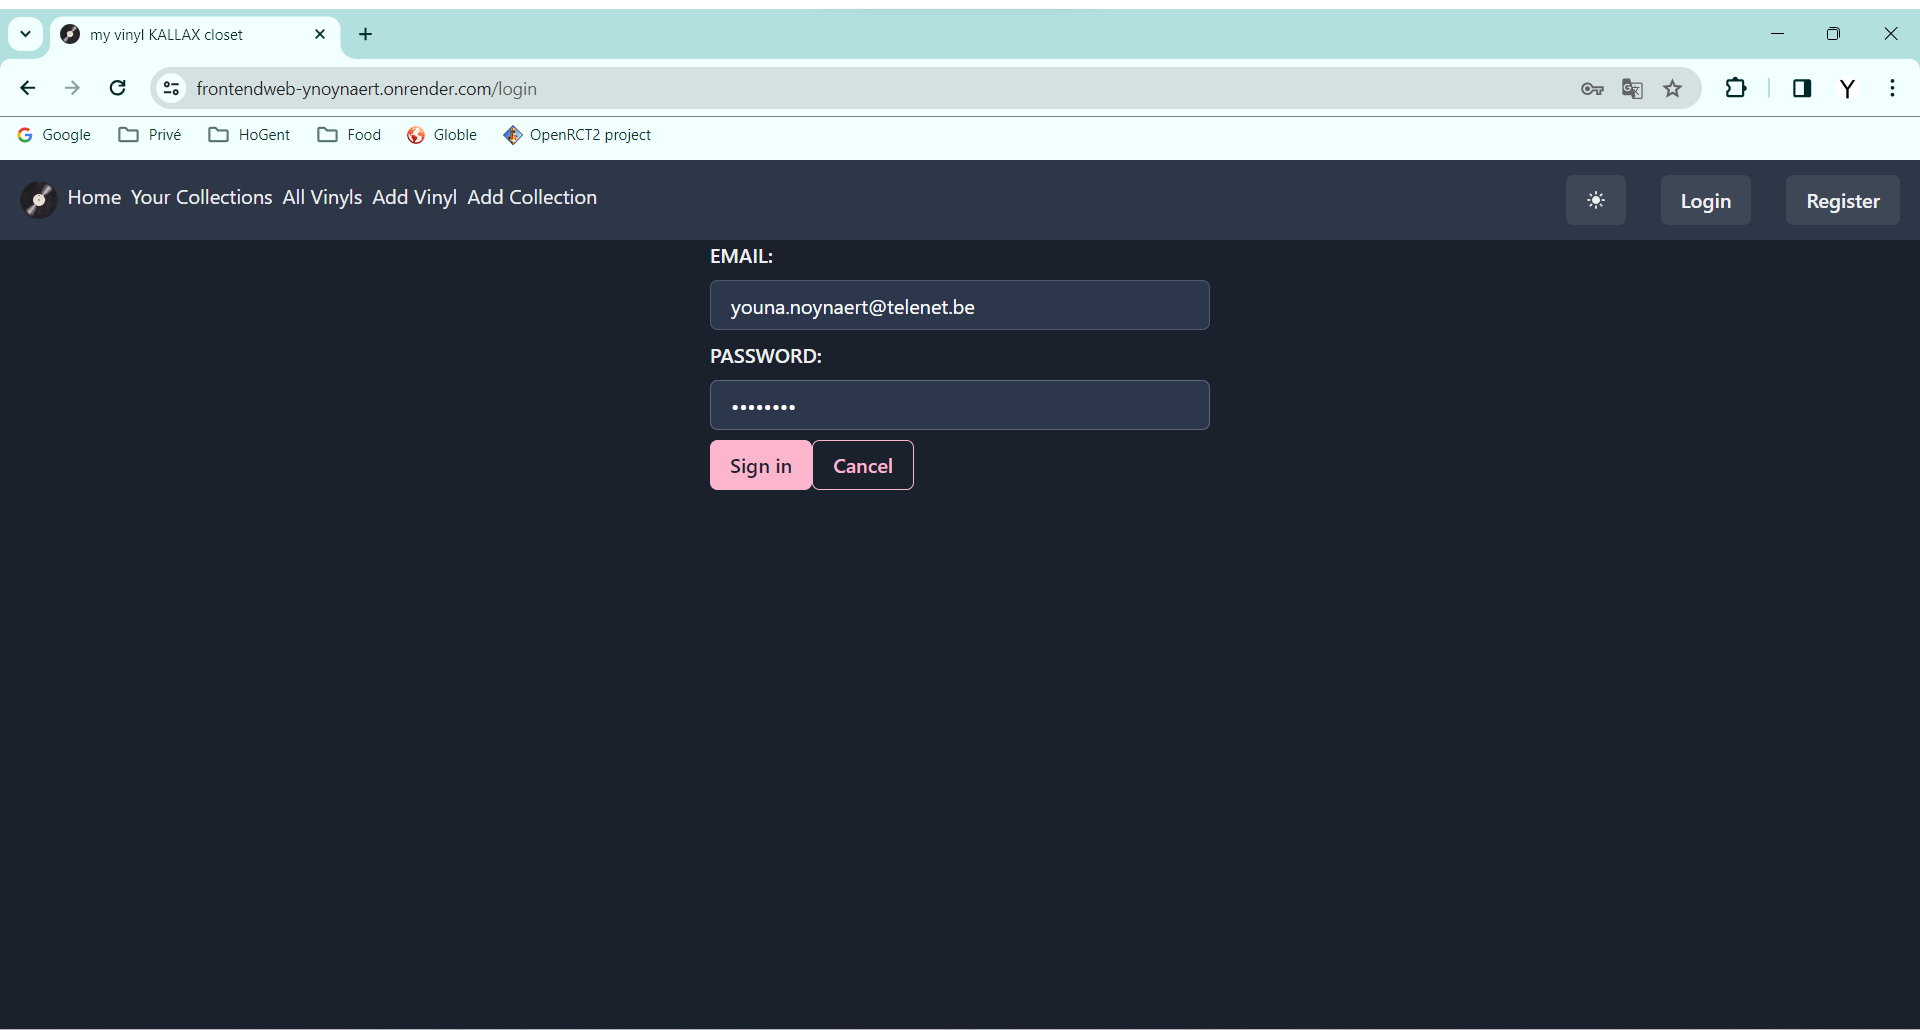 my vinyl KALLAX closet
frontendweb-ynoynaert.onrender.com/login
Y
Google Privé HoGent Food Globle OpenRCT2 project
Home Your Collections All Vinyls Add Vinyl Add Collection Login Register
EMAIL:
youna.noynaert@telenet.be
PASSWORD:
••••••••
Sign in Cancel